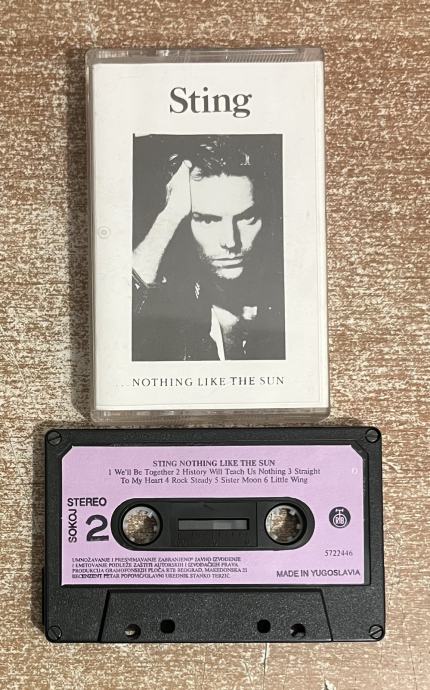 Sting
...NOTHING LIKE THE SUN
STING NOTHING LIKE THE SUN
1 We'll Be Together 2 History Will Teach Us Nothing 3 Straight
To My Heart 4 Rock Steady 5 Sister Moon 6 Little Wing
STEREO
SOKOJ
2
RTB
5722446
UMNOŽAVANJE I PRESNIMAVANJE ZABRANJENO! JAVNO IZVOĐENJE
I EMITOVANJE PODLEŽE ZAŠTITI AUTORSKIH I IZVOĐAČKIH PRAVA
PRODUKCIJA GRAMOFONSKIH PLOČA RTB BEOGRAD, MAKEDONSKA 21
RECENZENT PETAR POPOVIĆ/GLAVNI UREDNIK STANKO TERZIĆ
MADE IN YUGOSLAVIA